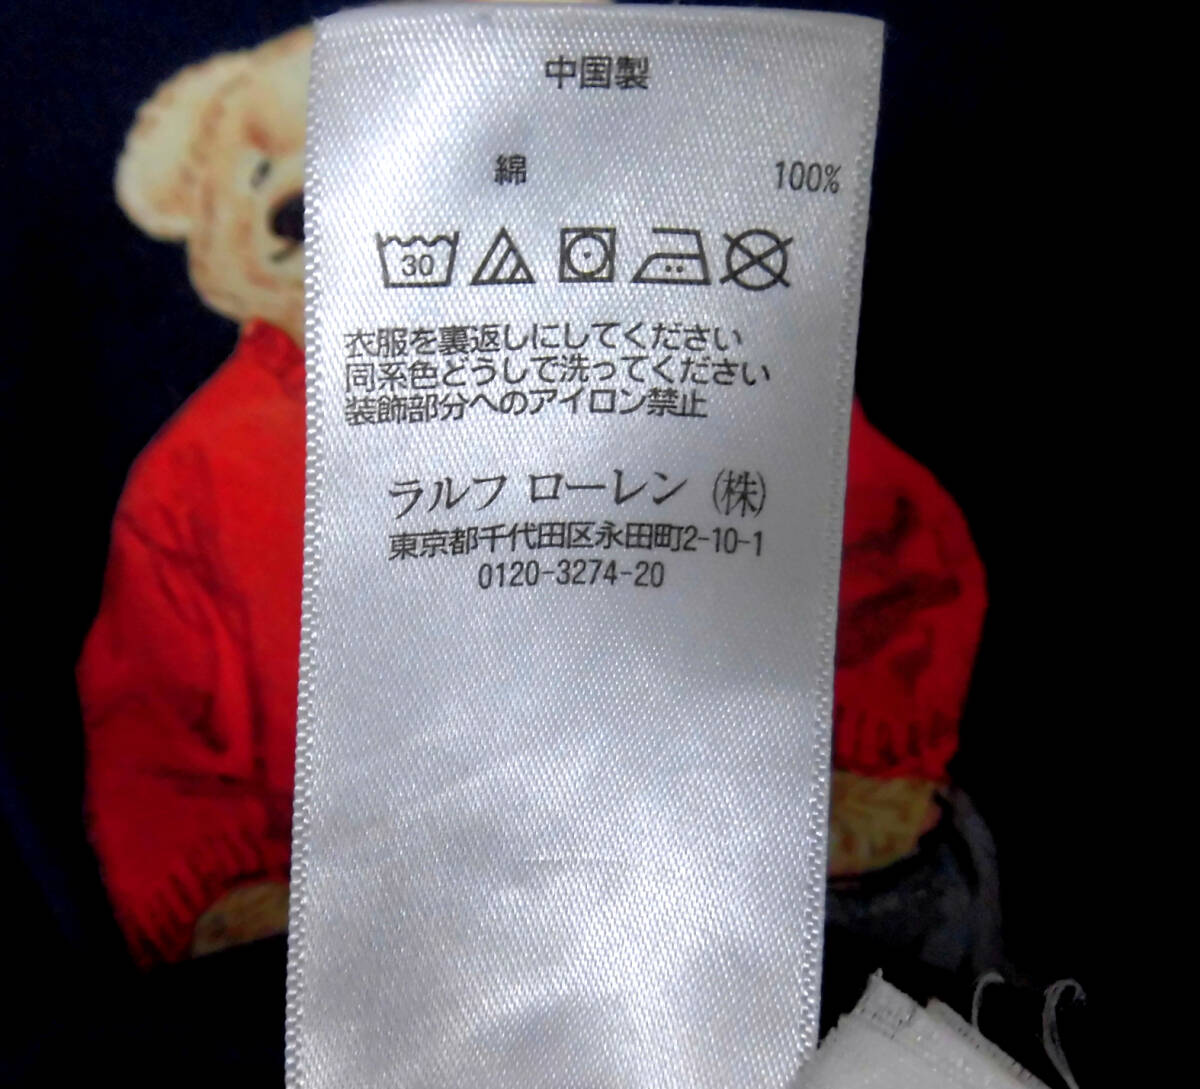 中国製
綿 100%
30
衣服を裏返しにしてください
同系色どうしで洗ってください
装飾部分へのアイロン禁止
ラルフ ローレン (株)
東京都千代田区永田町2-10-1
0120-3274-20